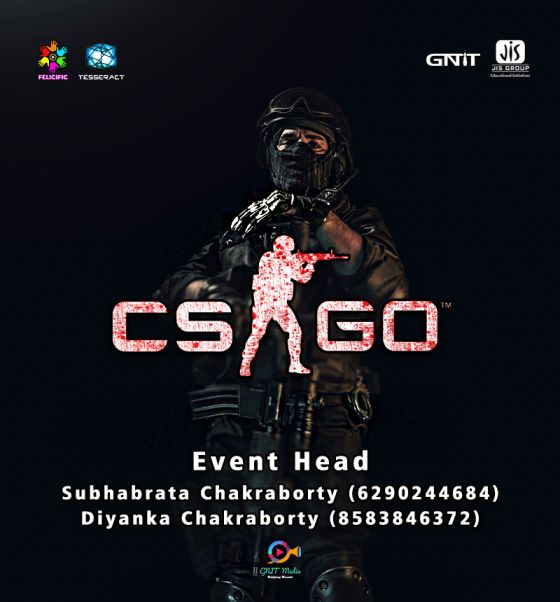 FELICIFIC
TESSERACT
GNIT
JIS
JIS GROUP
Educational Initiatives
CS GO™
Event Head
Subhabrata Chakraborty (6290244684)
Diyanka Chakraborty (8583846372)
|| GNIT Media